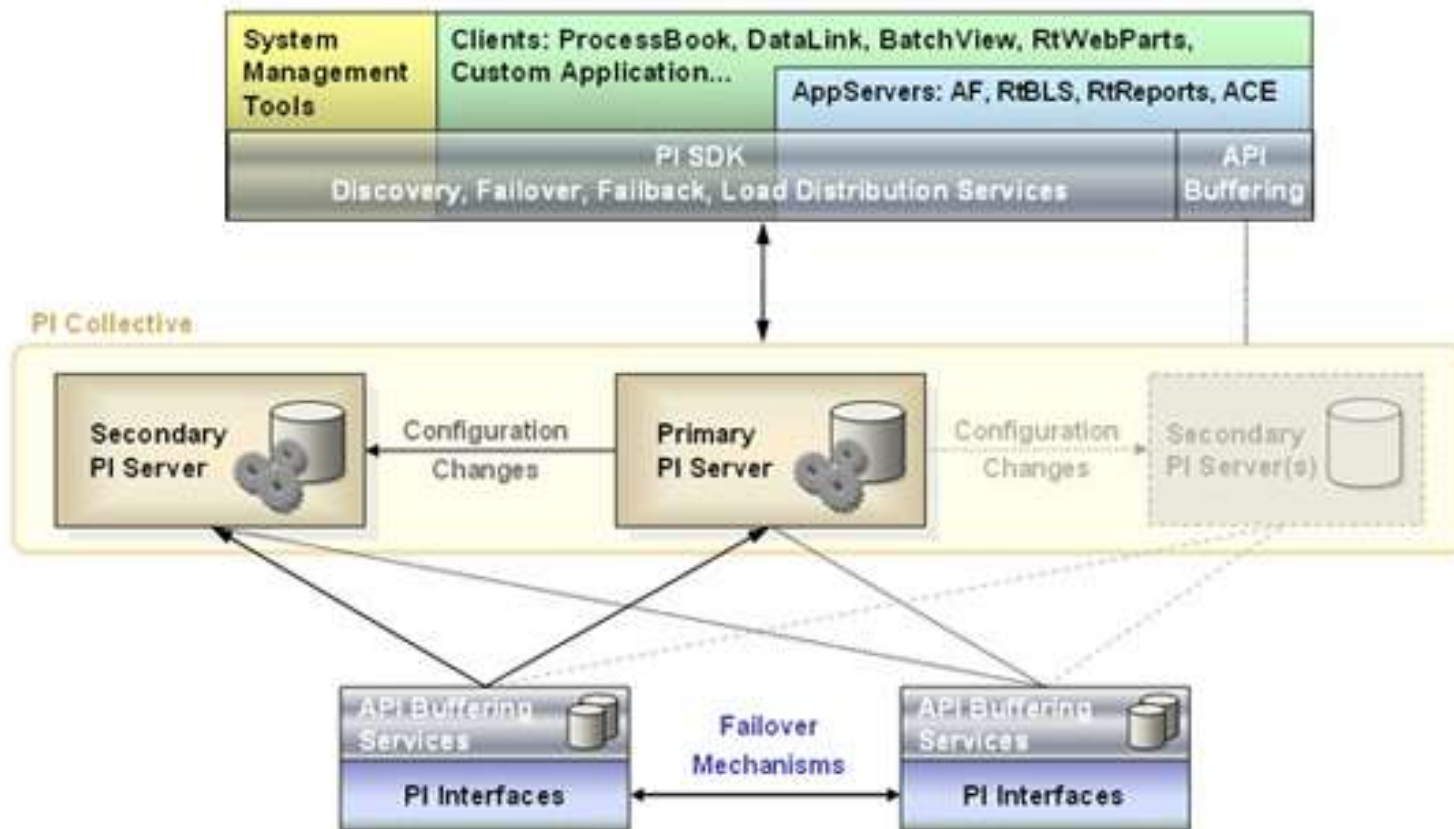 System
Management
Tools
Clients: ProcessBook, DataLink, BatchView, RtWebParts,
Custom Application...
AppServers: AF, RtBLS, RtReports, ACE
PI SDK
Discovery, Failover, Failback, Load Distribution Services
API
Buffering
PI Collective
Secondary
PI Server
Configuration
Changes
Primary
PI Server
Configuration
Changes
Secondary
PI Server(s)
API Buffering
Services
PI Interfaces
Failover
Mechanisms
API Buffering
Services
PI Interfaces